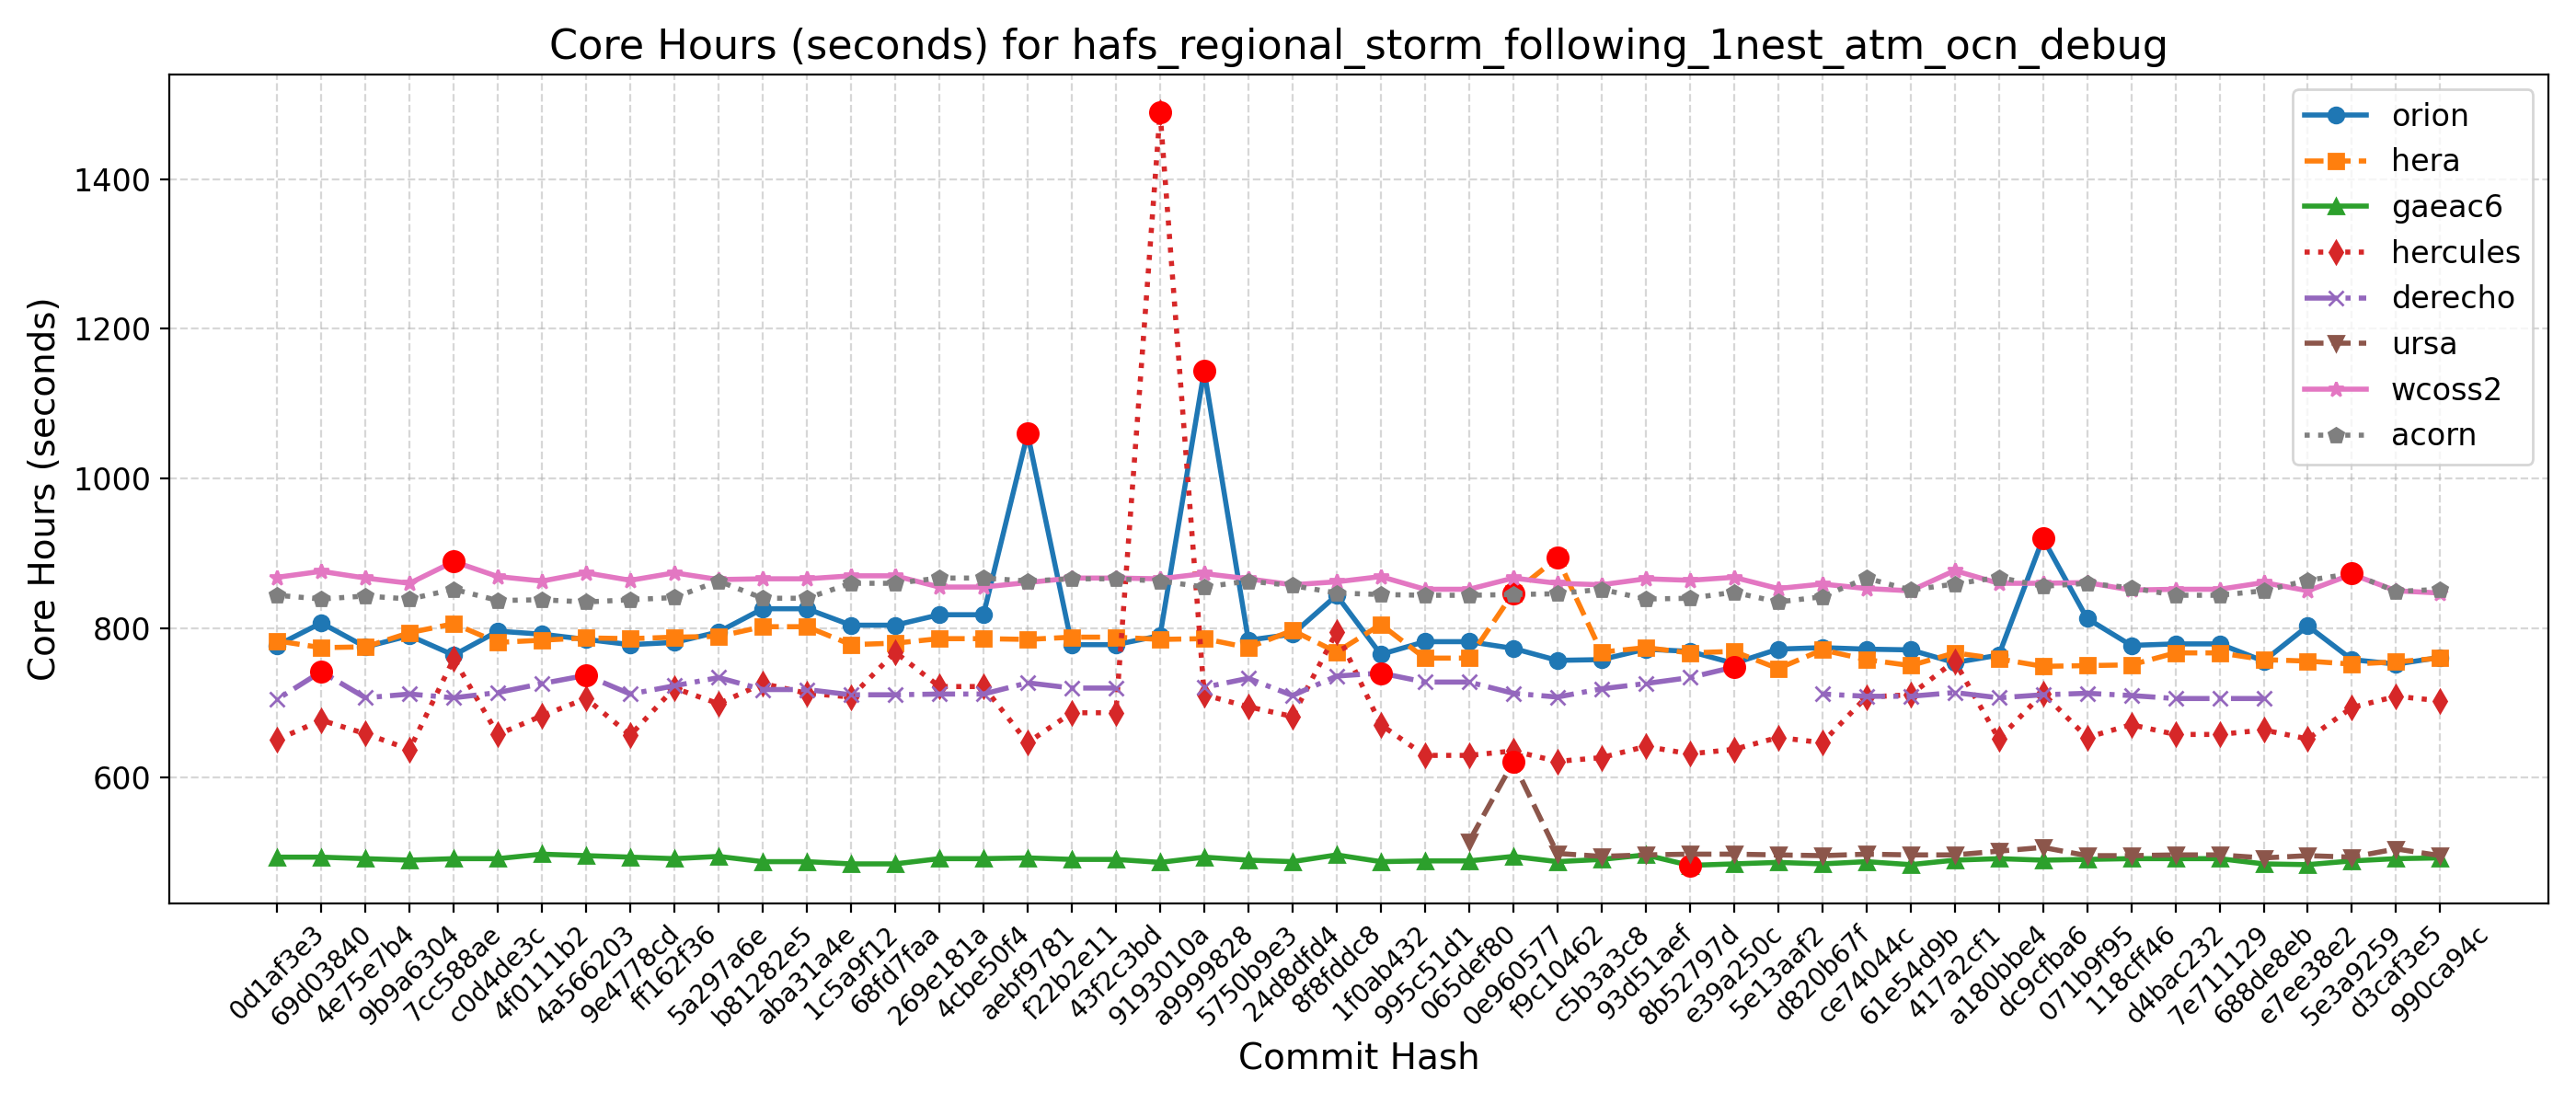 Core Hours (seconds) for hafs_regional_storm_following_1nest_atm_ocn_debug
Core Hours (seconds)
1400
1200
1000
800
600
orion
hera
gaeac6
hercules
derecho
ursa
wcoss2
acorn
0d1af3e3
69d03840
4e75e7b4
9b9a6304
7cc588ae
c0d4de3c
4f0111b2
4a566203
9e4778cd
ff162f36
5a297a6e
b81282e5
aba31a4e
1c5a9f12
68fd7faa
269e181a
4cbe50f4
aebf9781
f22b2e11
43f2c3bd
9193010a
a9999828
5750b9e3
24d8dfd4
8f8fddc8
1f0ab432
995c51d1
065def80
0e960577
f9c10462
c5b3a3c8
93d51aef
8b52797d
e39a250c
5e13aaf2
d820b67f
ce74044c
61e54d9b
417a2cf1
a180bbe4
dc9cfba6
071b9f95
118cff46
d4bac232
7e711129
688de8eb
e7ee38e2
5e3a9259
d3caf3e5
990ca94c
Commit Hash